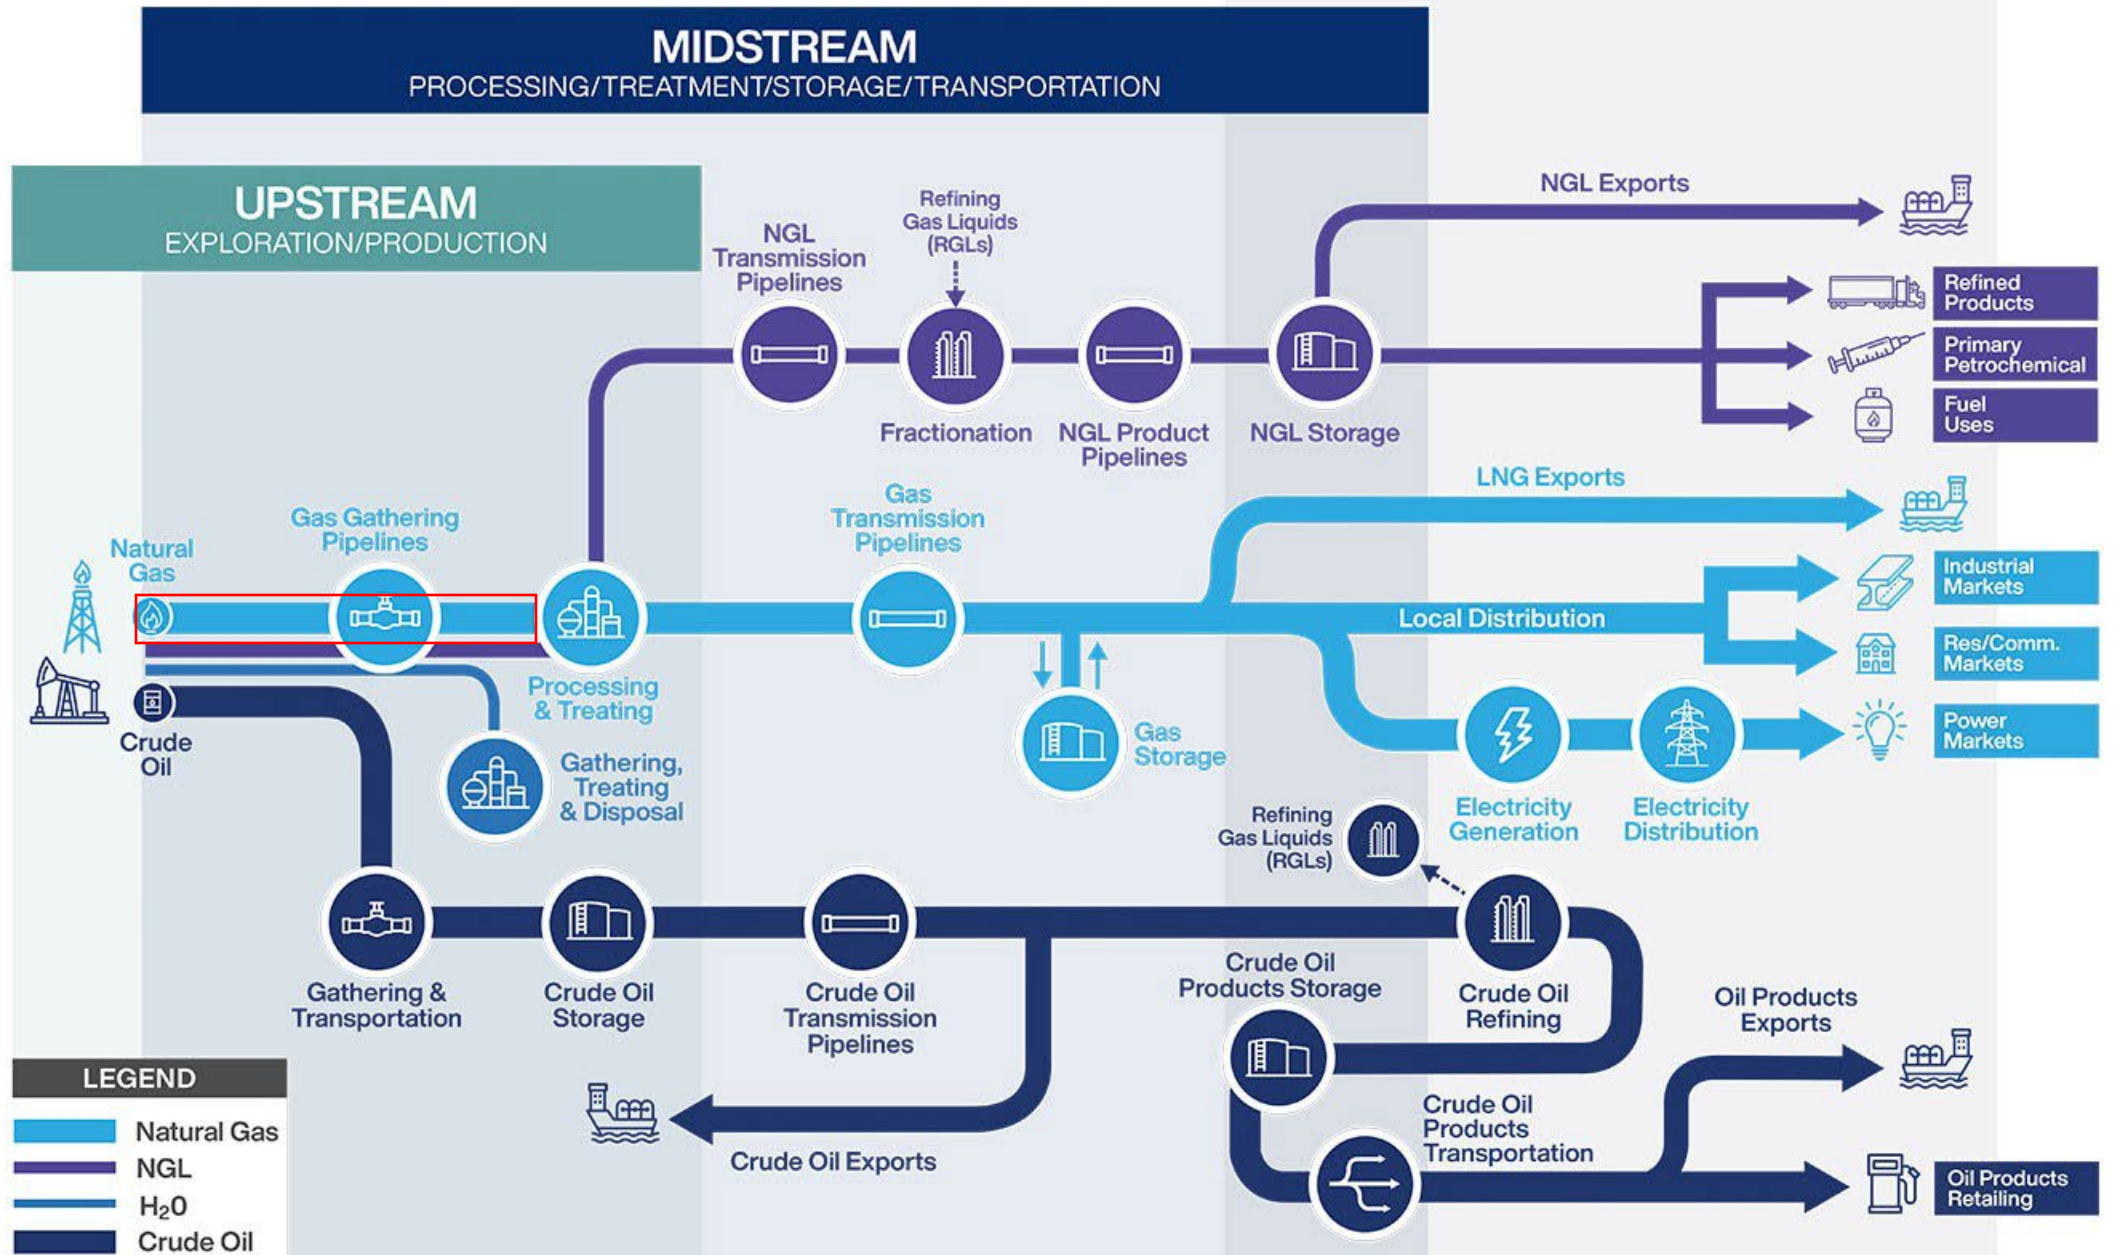 MIDSTREAM
PROCESSING/TREATMENT/STORAGE/TRANSPORTATION
UPSTREAM
EXPLORATION/PRODUCTION
NGL
Transmission
Pipelines
Refining
Gas Liquids
(RGLs)
Fractionation
NGL Product
Pipelines
NGL Storage
NGL Exports
Refined
Products
Primary
Petrochemical
Fuel
Uses
Natural
Gas
Gas Gathering
Pipelines
Processing
& Treating
Gas
Transmission
Pipelines
Gas
Storage
LNG Exports
Local Distribution
Industrial
Markets
Res/Comm.
Markets
Electricity
Generation
Electricity
Distribution
Power
Markets
Crude
Oil
Gathering,
Treating
& Disposal
Gathering &
Transportation
Crude Oil
Storage
Crude Oil
Transmission
Pipelines
Crude Oil Exports
Refining
Gas Liquids
(RGLs)
Crude Oil
Refining
Crude Oil
Products Storage
Crude Oil
Products
Transportation
Oil Products
Exports
Oil Products
Retailing
LEGEND
Natural Gas
NGL
H₂0
Crude Oil